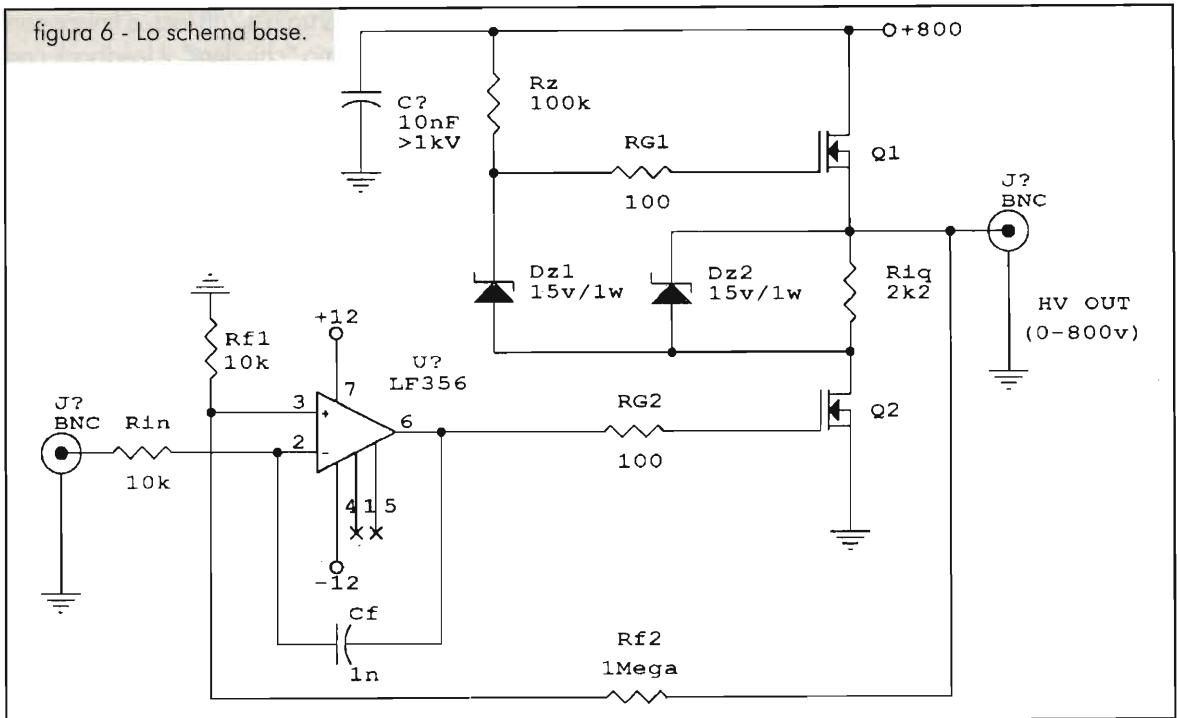 figura 6 - Lo schema base.
+800
Rz
100k
C?
10nF
>1kV
RG1
100
Q1
J?
BNC
Dz1
15v/1w
Dz2
15v/1w
Riq
2k2
HV OUT
(0-800v)
Rf1
10k
+12
U?
LF356
7
3
+
6
2
-
4
1
5
J?
BNC
Rin
10k
RG2
100
Q2
-12
Cf
1n
Rf2
1Mega